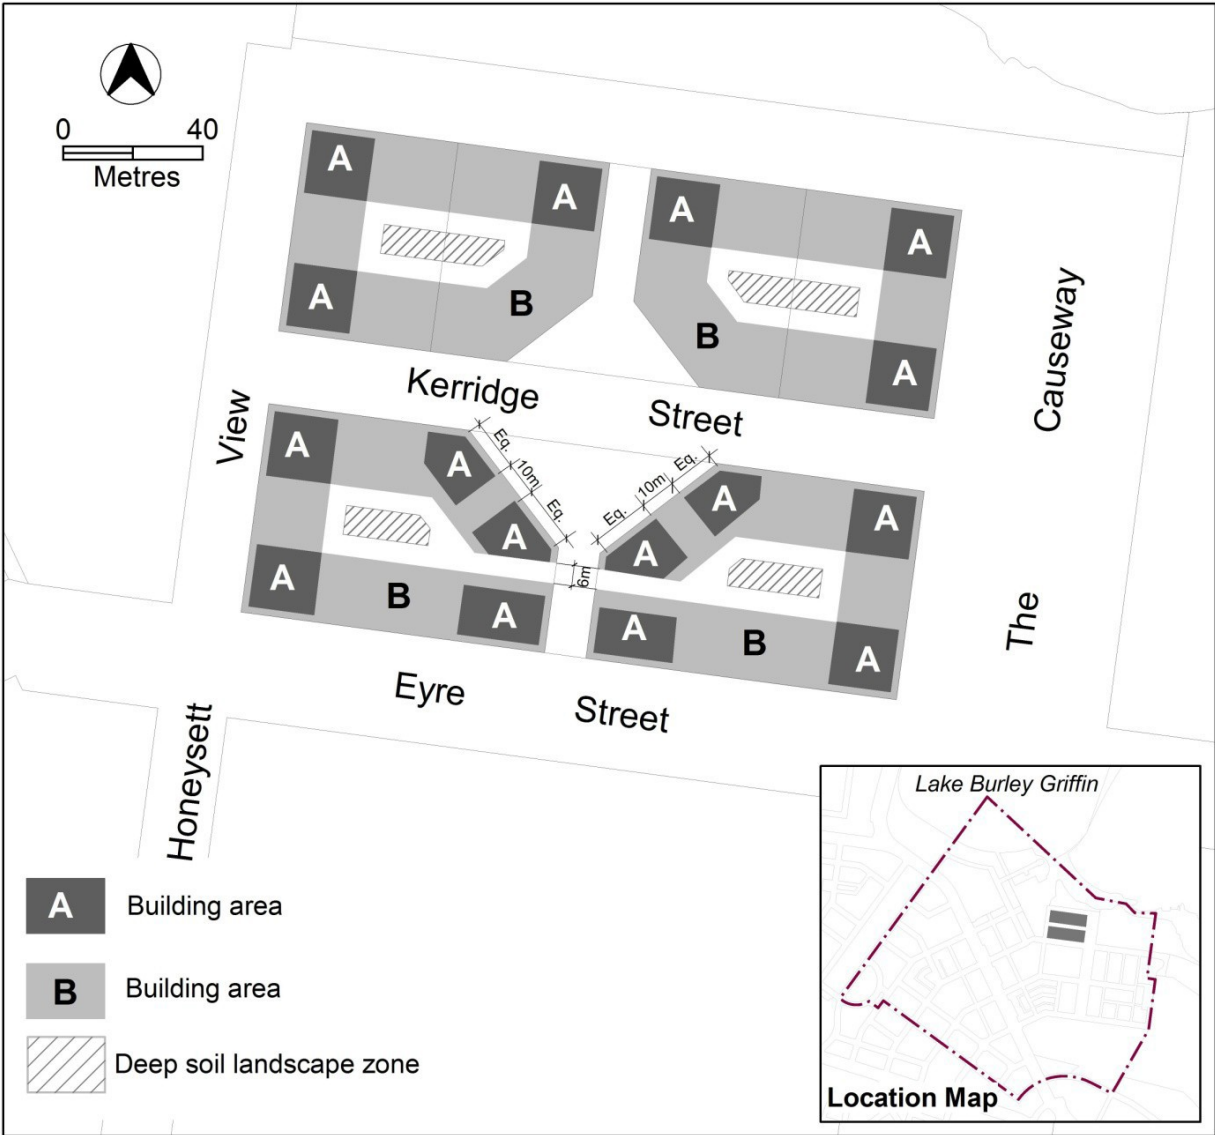 0 40
Metres
A
A
A
A
A
A
B
B
Kerridge Street
View
Causeway
A
A
Eq.
10m
Eq.
Eq.
10m
Eq.
A
A
A
A
6m
A
B
A
A
B
A
The
Eyre Street
Honeysett
A Building area
B Building area
Deep soil landscape zone
Lake Burley Griffin
Location Map